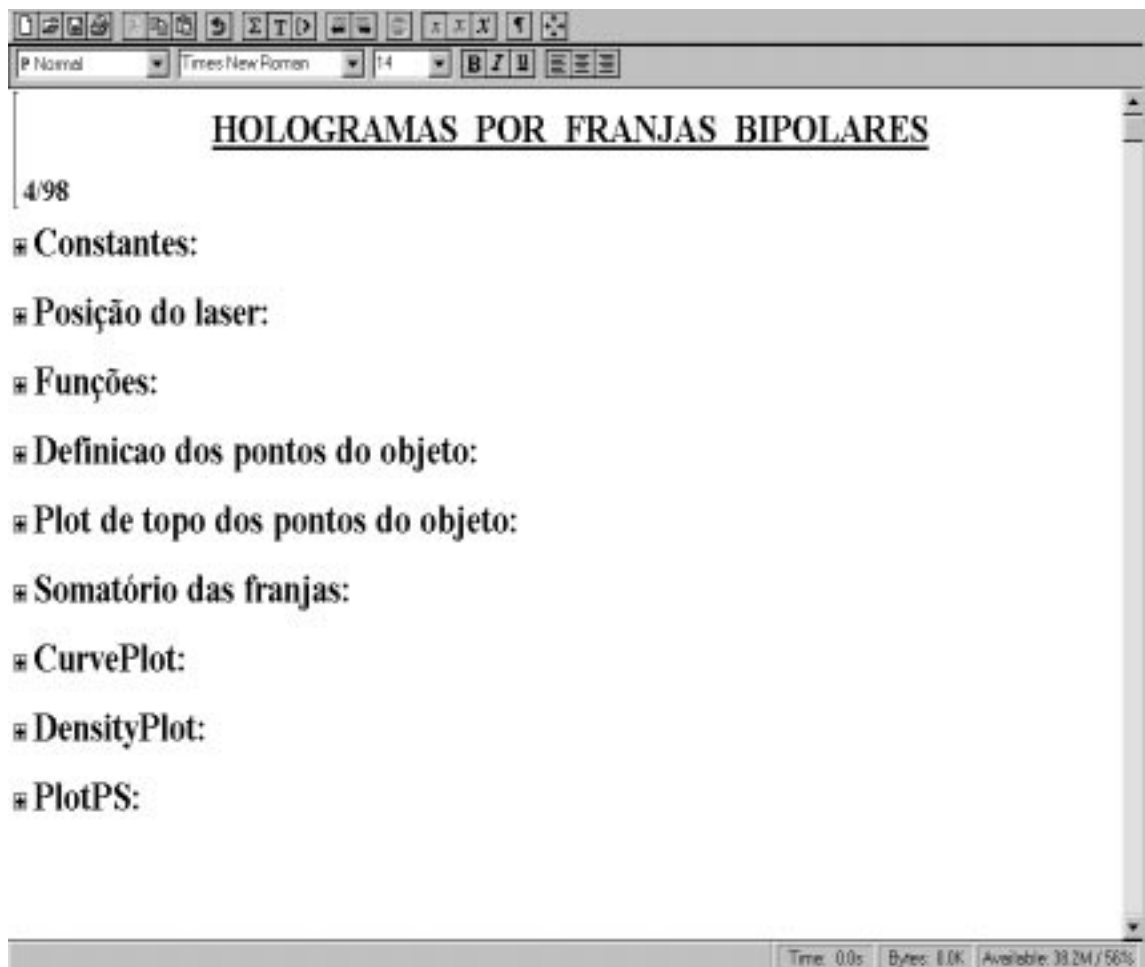 Σ T
P Normal Times New Roman 14 B I U
HOLOGRAMAS POR FRANJAS BIPOLARES
4/98
Constantes:
Posição do laser:
Funções:
Definicao dos pontos do objeto:
Plot de topo dos pontos do objeto:
Somatório das franjas:
CurvePlot:
DensityPlot:
PlotPS:
Time: 0.0s Bytes: 8.0K Available: 38.2M / 56%